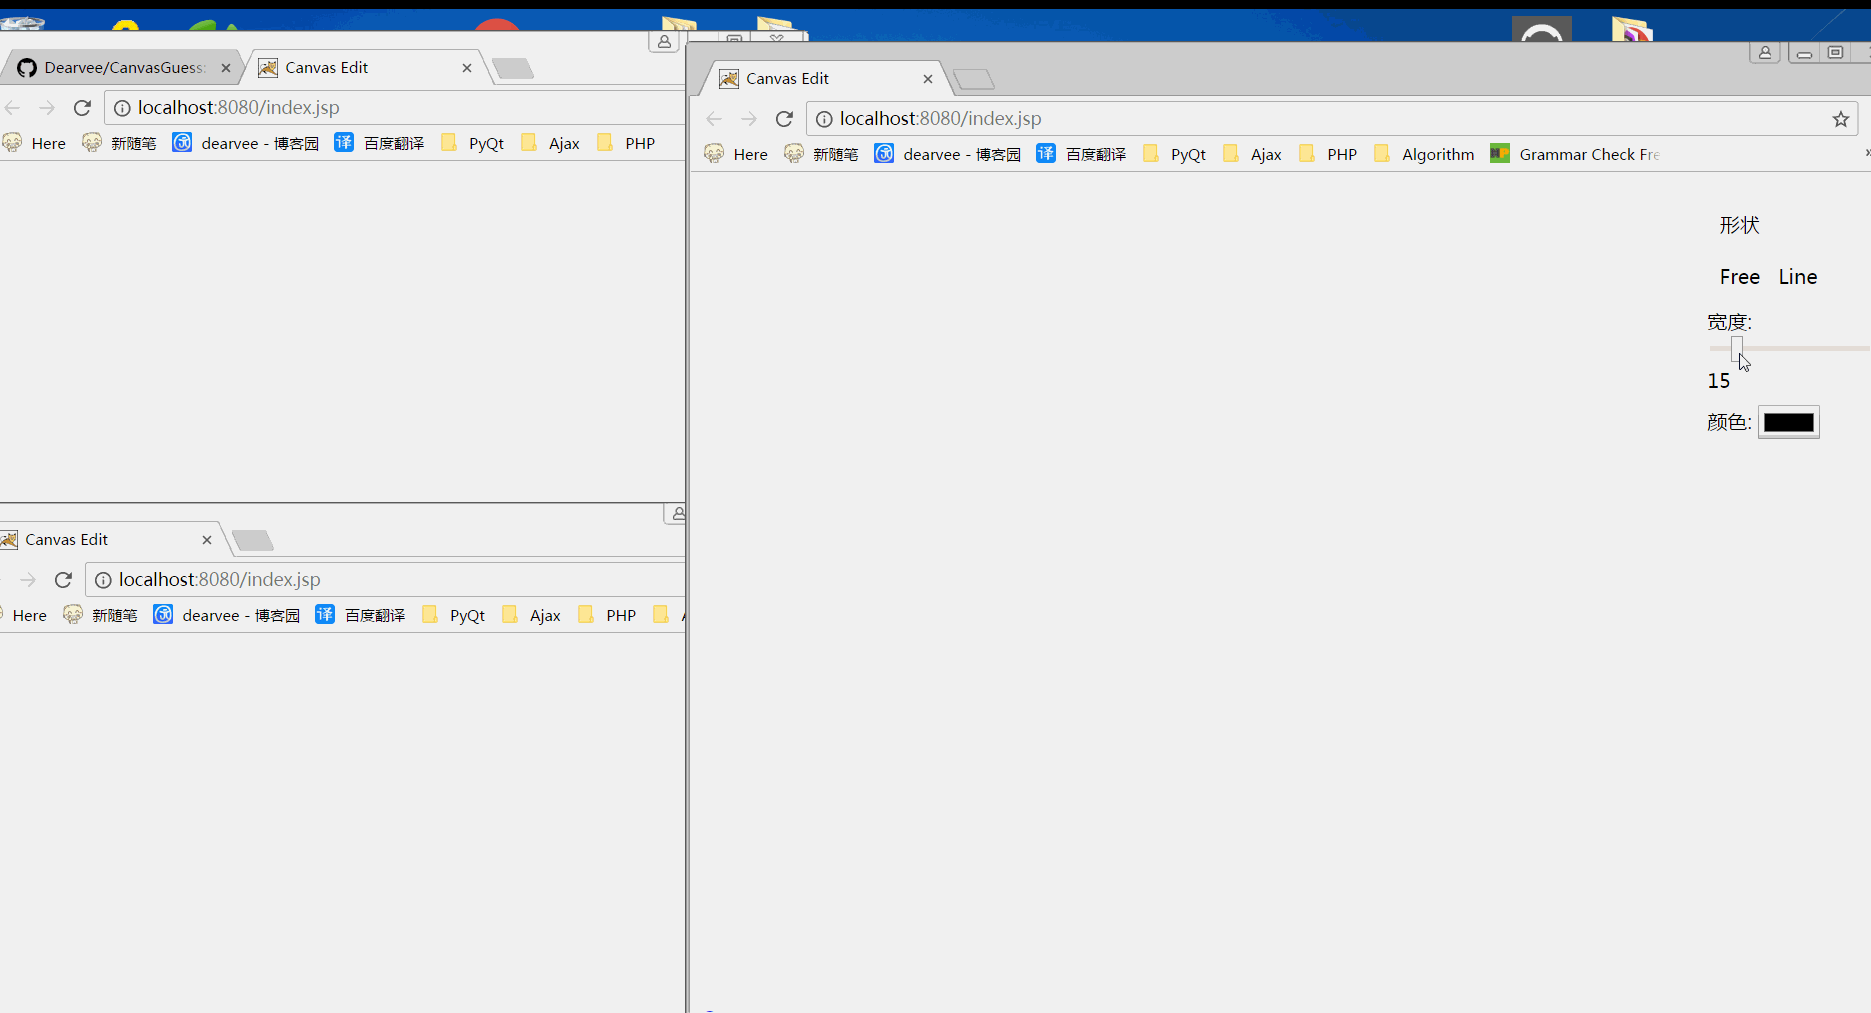 Dearvee/CanvasGuess
Canvas Edit
localhost:8080/index.jsp
Here 新随笔 dearvee - 博客园 百度翻译 PyQt Ajax PHP
Canvas Edit
localhost:8080/index.jsp
Here 新随笔 dearvee - 博客园 百度翻译 PyQt Ajax PHP
Canvas Edit
localhost:8080/index.jsp
Here 新随笔 dearvee - 博客园 百度翻译 PyQt Ajax PHP Algorithm Grammar Check Fre
形状
Free Line
宽度:
15
颜色: